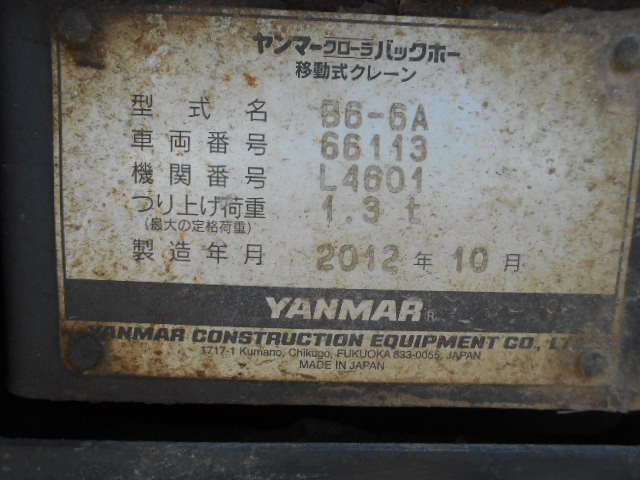 ヤンマークローラバックホー
移動式クレーン
型式名 B6-6A
車両番号 66113
機関番号 L4601
つり上げ荷重 1.3 t
(最大の定格荷重)
製造年月 2012 年 10 月
YANMAR R
YANMAR CONSTRUCTION EQUIPMENT CO.,
1717-1 Kumano, Chikugo, FUKUOKA 833-0055, JAPAN
MADE IN JAPAN